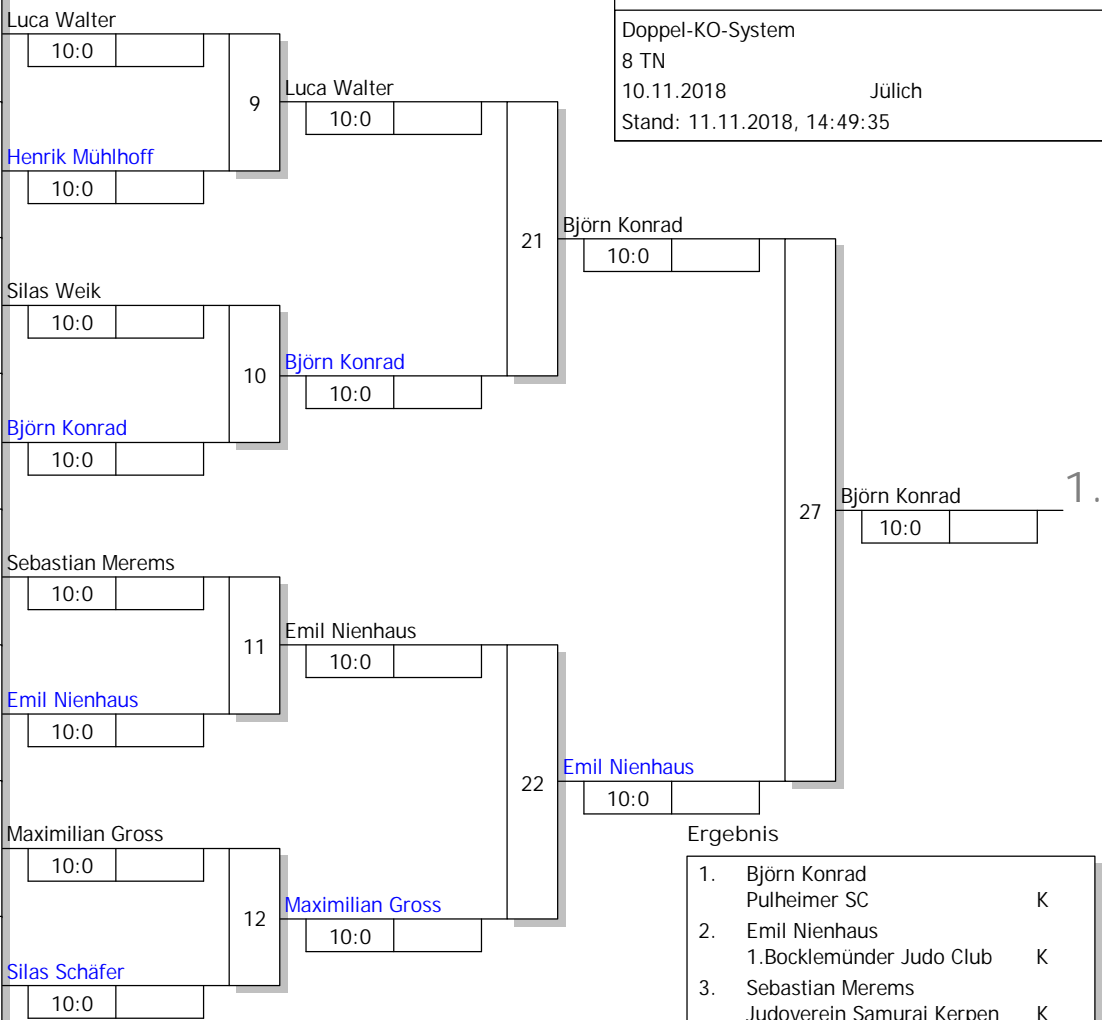 Luca Walter
10:0
9
Henrik Mühlhoff
10:0
Silas Weik
10:0
10
Björn Konrad
10:0
Sebastian Merems
10:0
11
Emil Nienhaus
10:0
Maximilian Gross
10:0
12
Silas Schäfer
10:0
Luca Walter
10:0
21
Björn Konrad
10:0
Emil Nienhaus
10:0
22
Maximilian Gross
10:0
Björn Konrad
10:0
27
Emil Nienhaus
10:0
Björn Konrad 1.
10:0
Doppel-KO-System
8 TN
10.11.2018 Jülich
Stand: 11.11.2018, 14:49:35
Ergebnis
1. Björn Konrad
Pulheimer SC K
2. Emil Nienhaus
1.Bocklemünder Judo Club K
3. Sebastian Merems
Judoverein Samurai Kerpen K